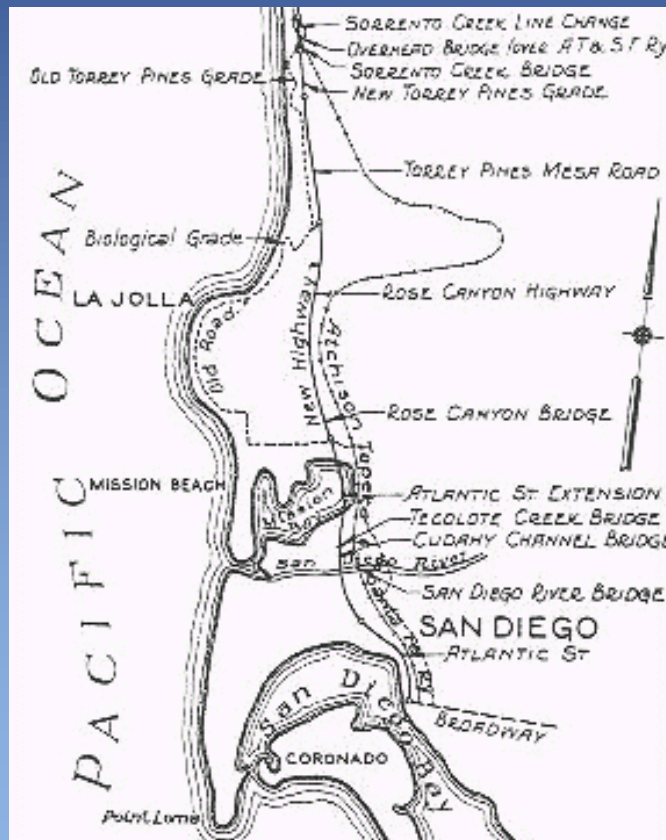 SORRENTO CREEK LINE CHANGE
OVERHEAD BRIDGE (OVER A T & S F RY
SORRENTO CREEK BRIDGE
OLD TORREY PINES GRADE
NEW TORREY PINES GRADE
TORREY PINES MESA ROAD
Biological Grade
LA JOLLA
ROSE CANYON HIGHWAY
Old Road
New Highway
Atchison
ROSE CANYON BRIDGE
Topeka
MISSION BEACH
Mission
Bay
ATLANTIC ST. EXTENSION
TECOLOTE CREEK BRIDGE
CUDAHY CHANNEL BRIDGE
San Diego River
SAN DIEGO RIVER BRIDGE
Santa Fe Ry
SAN DIEGO
ATLANTIC ST
BROADWAY
San Diego Bay
CORONADO
Point Loma
PACIFIC OCEAN